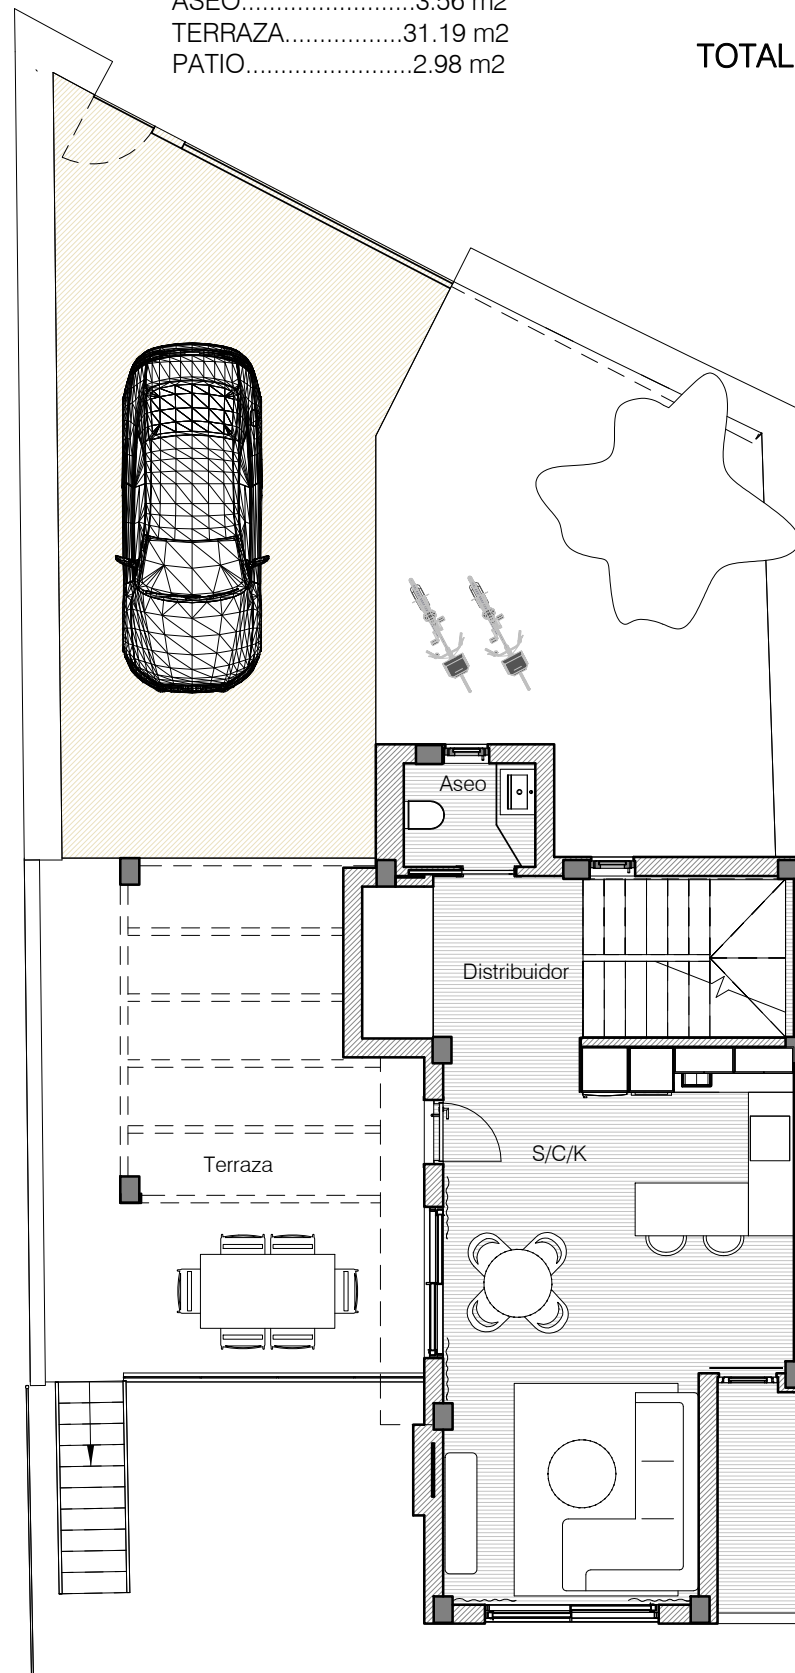 ASEO.........................3.56 m2
TERRAZA.................31.19 m2
PATIO........................2.98 m2
TOTAL
Aseo
Distribuidor
S/C/K
Terraza